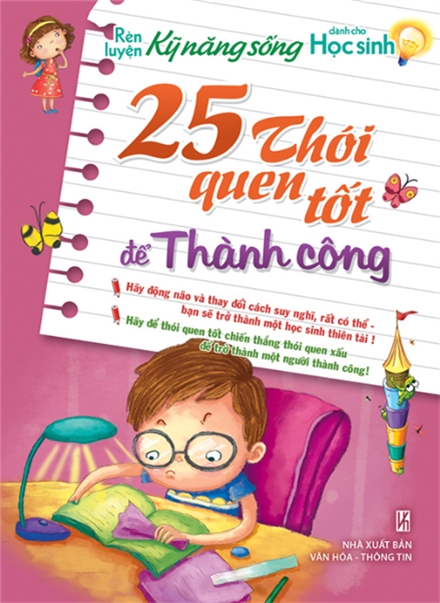 Rèn luyện Kỹ năng sống dành cho Học sinh
25 Thói
quen tốt
để Thành công
Hãy động não và thay đổi cách suy nghĩ, rất có thể -
bạn sẽ trở thành một học sinh thiên tài !
Hãy để thói quen tốt chiến thắng thói quen xấu
để trở thành một người thành công!
NHÀ XUẤT BẢN
VĂN HÓA - THÔNG TIN